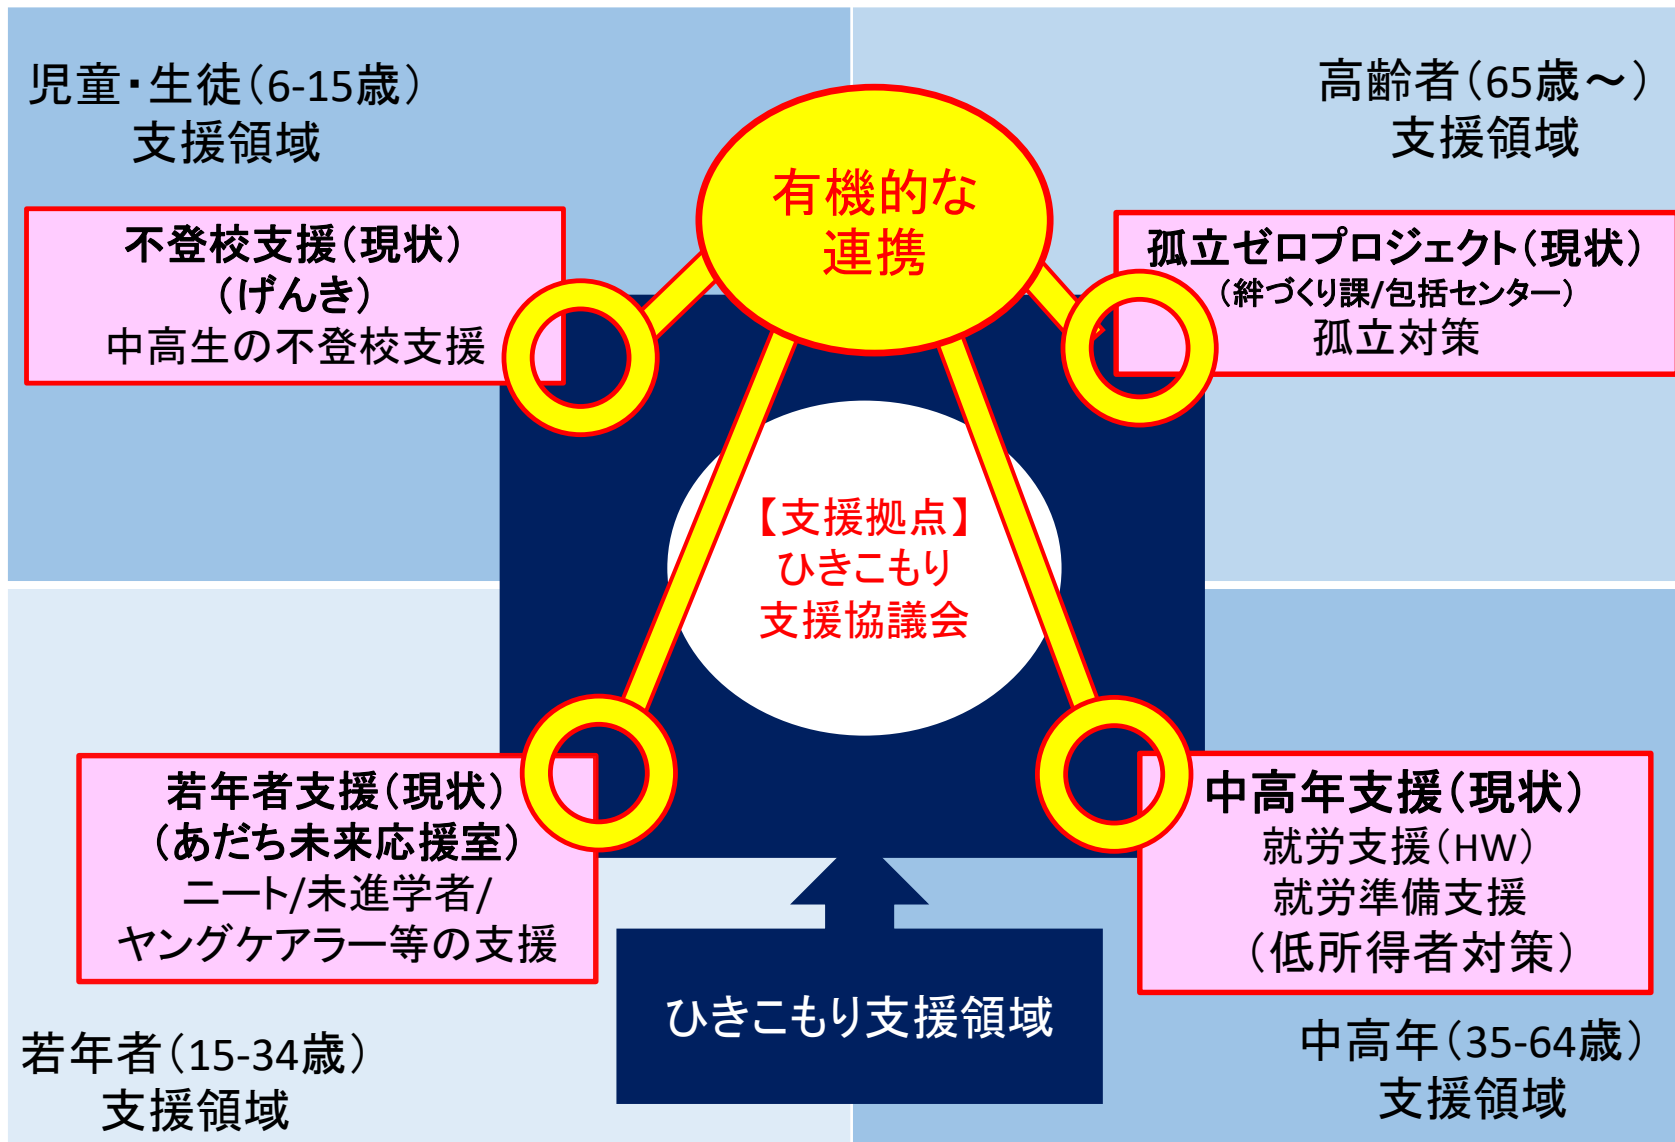 児童・生徒（6-15歳）
支援領域
高齢者（65歳～）
支援領域
有機的な
連携
不登校支援（現状）
（げんき）
中高生の不登校支援
孤立ゼロプロジェクト（現状）
（絆づくり課/包括センター）
孤立対策
【支援拠点】
ひきこもり
支援協議会
若年者支援（現状）
（あだち未来応援室）
ニート/未進学者/
ヤングケアラー等の支援
中高年支援（現状）
就労支援（HW）
就労準備支援
（低所得者対策）
ひきこもり支援領域
若年者（15-34歳）
支援領域
中高年（35-64歳）
支援領域